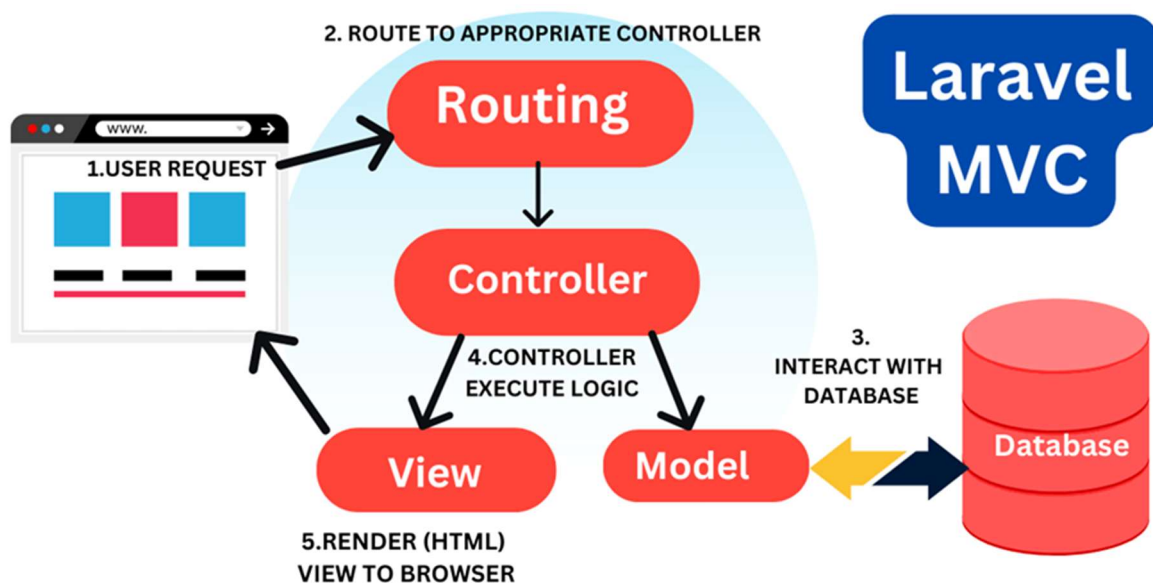 2. ROUTE TO APPROPRIATE CONTROLLER
Routing
Laravel
MVC
www.
1.USER REQUEST
Controller
4.CONTROLLER
EXECUTE LOGIC
3.
INTERACT WITH
DATABASE
View
Model
Database
5.RENDER (HTML)
VIEW TO BROWSER